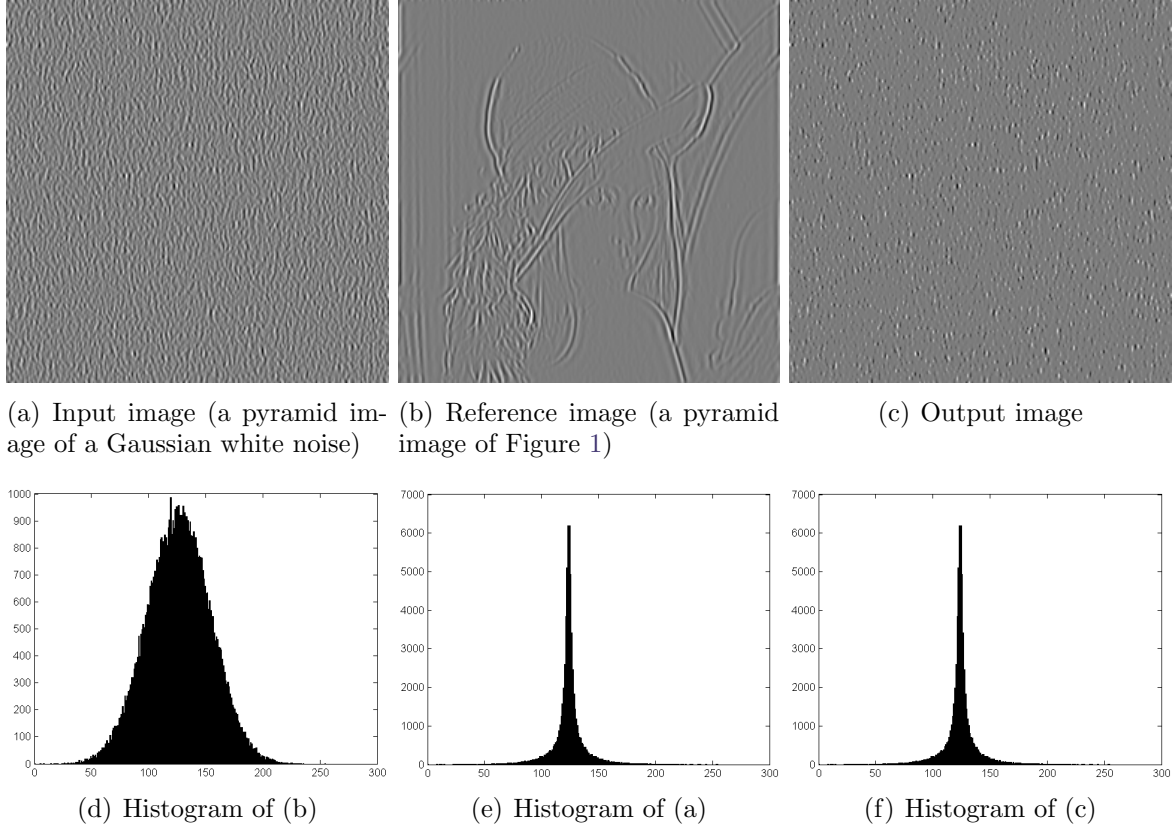 (a) Input image (a pyramid im-
age of a Gaussian white noise)
(b) Reference image (a pyramid
image of Figure 1)
(c) Output image
1000
900
800
700
600
500
400
300
200
100
0
0 50 100 150 200 250 300
(d) Histogram of (b)
7000
6000
5000
4000
3000
2000
1000
0
0 50 100 150 200 250 300
(e) Histogram of (a)
7000
6000
5000
4000
3000
2000
1000
0
0 50 100 150 200 250 300
(f) Histogram of (c)